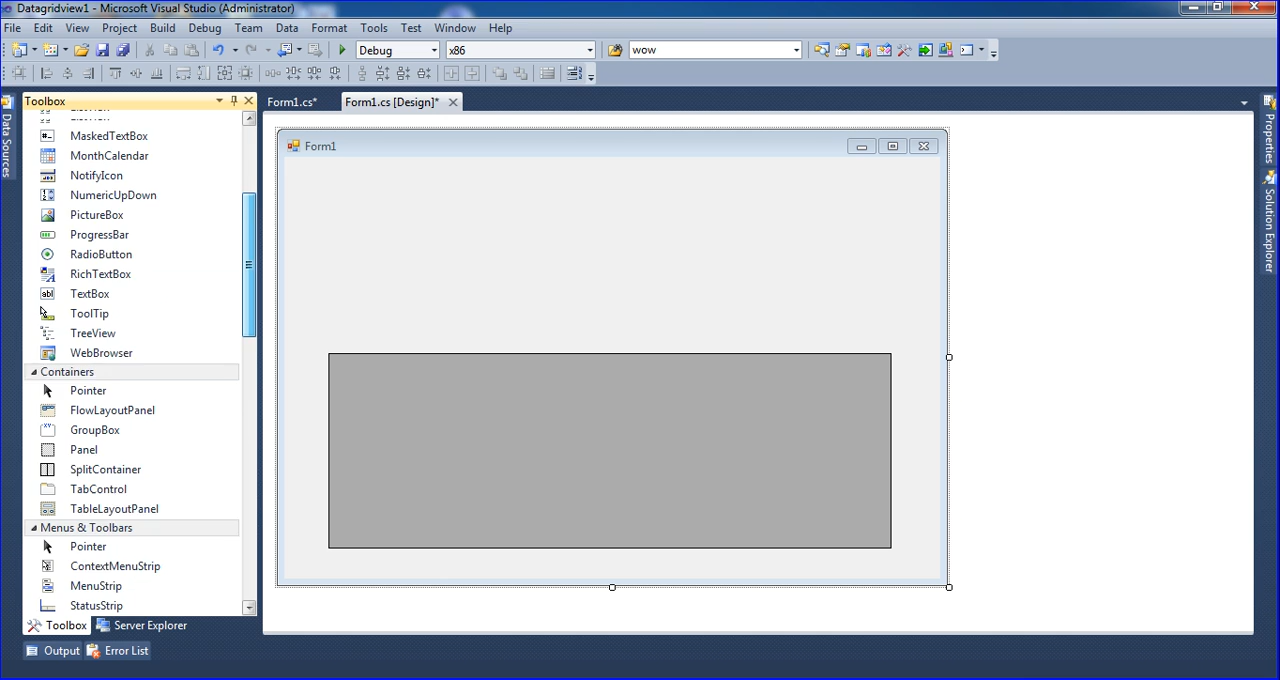 Datagridview1 - Microsoft Visual Studio (Administrator)
File Edit View Project Build Debug Team Data Format Tools Test Window Help
Debug x86 wow
Toolbox
Form1.cs*
Form1.cs [Design]*
Data Sources
MaskedTextBox
MonthCalendar
NotifyIcon
NumericUpDown
PictureBox
ProgressBar
RadioButton
RichTextBox
TextBox
ToolTip
TreeView
WebBrowser
Containers
Pointer
FlowLayoutPanel
GroupBox
Panel
SplitContainer
TabControl
TableLayoutPanel
Menus & Toolbars
Pointer
ContextMenuStrip
MenuStrip
StatusStrip
Toolbox
Server Explorer
Output
Error List
Form1
Properties
Solution Explorer